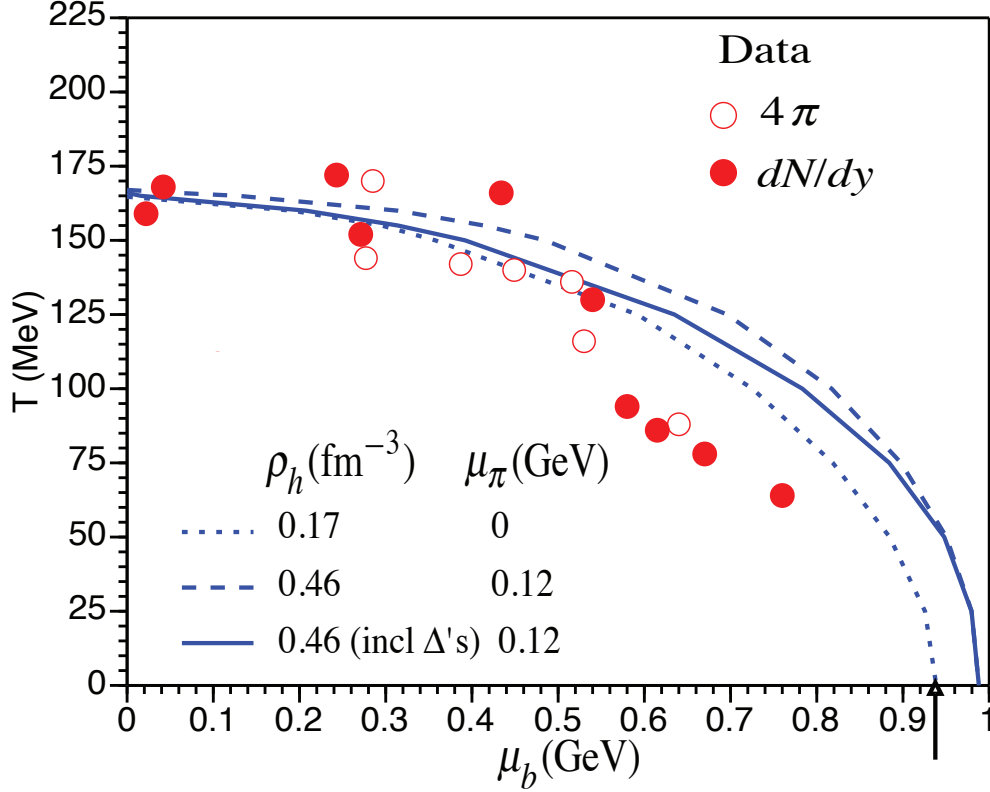 225
200
175
150
125
100
75
50
25
0
T (MeV)
Data
4π
dN/dy
ρh(fm−3) μπ(GeV)
0.17 0
0.46 0.12
0.46 (incl Δ's) 0.12
0 0.1 0.2 0.3 0.4 0.5 0.6 0.7 0.8 0.9 1
μb(GeV)